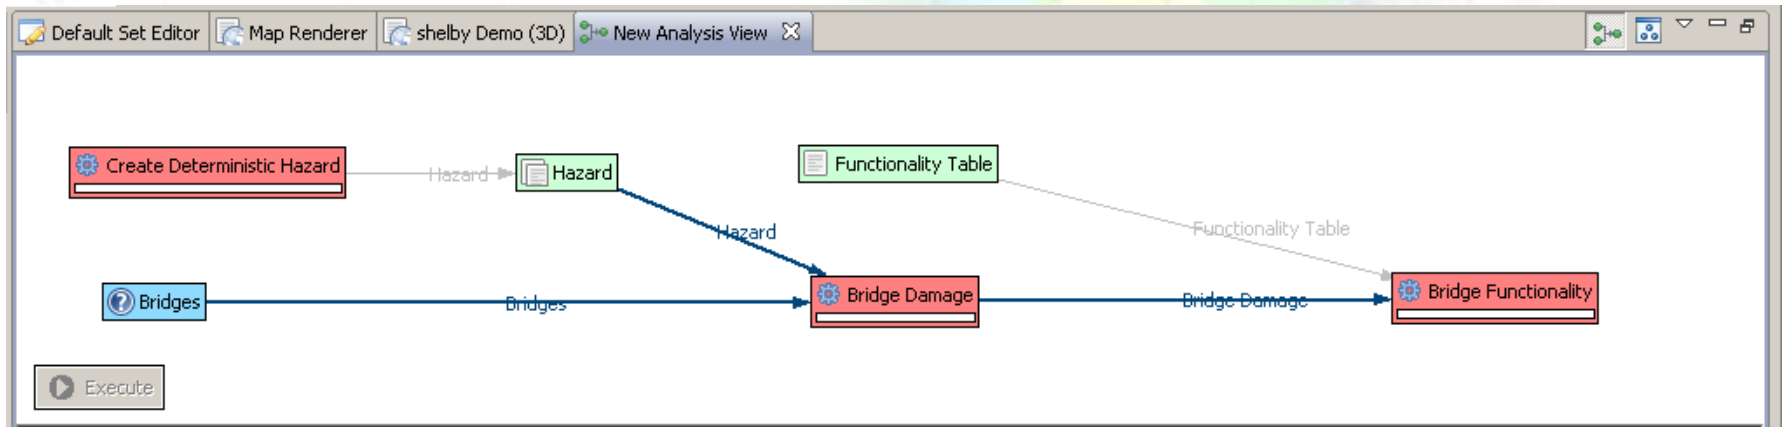 Default Set Editor
Map Renderer
shelby Demo (3D)
New Analysis View
Create Deterministic Hazard
Hazard
Hazard
Functionality Table
Hazard
Functionality Table
Bridges
Bridges
Bridge Damage
Bridge Damage
Bridge Functionality
Execute